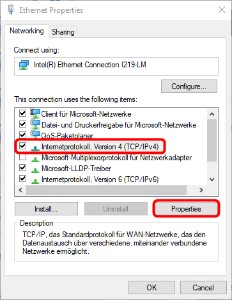 Ethernet Properties
Networking Sharing
Connect using:
Intel(R) Ethernet Connection I219-LM
Configure...
This connection uses the following items:
Client für Microsoft-Netzwerke
Datei- und Druckerfreigabe für Microsoft-Netzwerke
QoS-Paketplaner
Internetprotokoll, Version 4 (TCP/IPv4)
Microsoft-Multiplexorprotokoll für Netzwerkadapter
Microsoft-LLDP-Treiber
Internetprotokoll, Version 6 (TCP/IPv6)
Install... Uninstall Properties
Description
TCP/IP, das Standardprotokoll für WAN-Netzwerke, das den
Datenaustausch über verschiedene, miteinander verbundene
Netzwerke ermöglicht.
OK Cancel